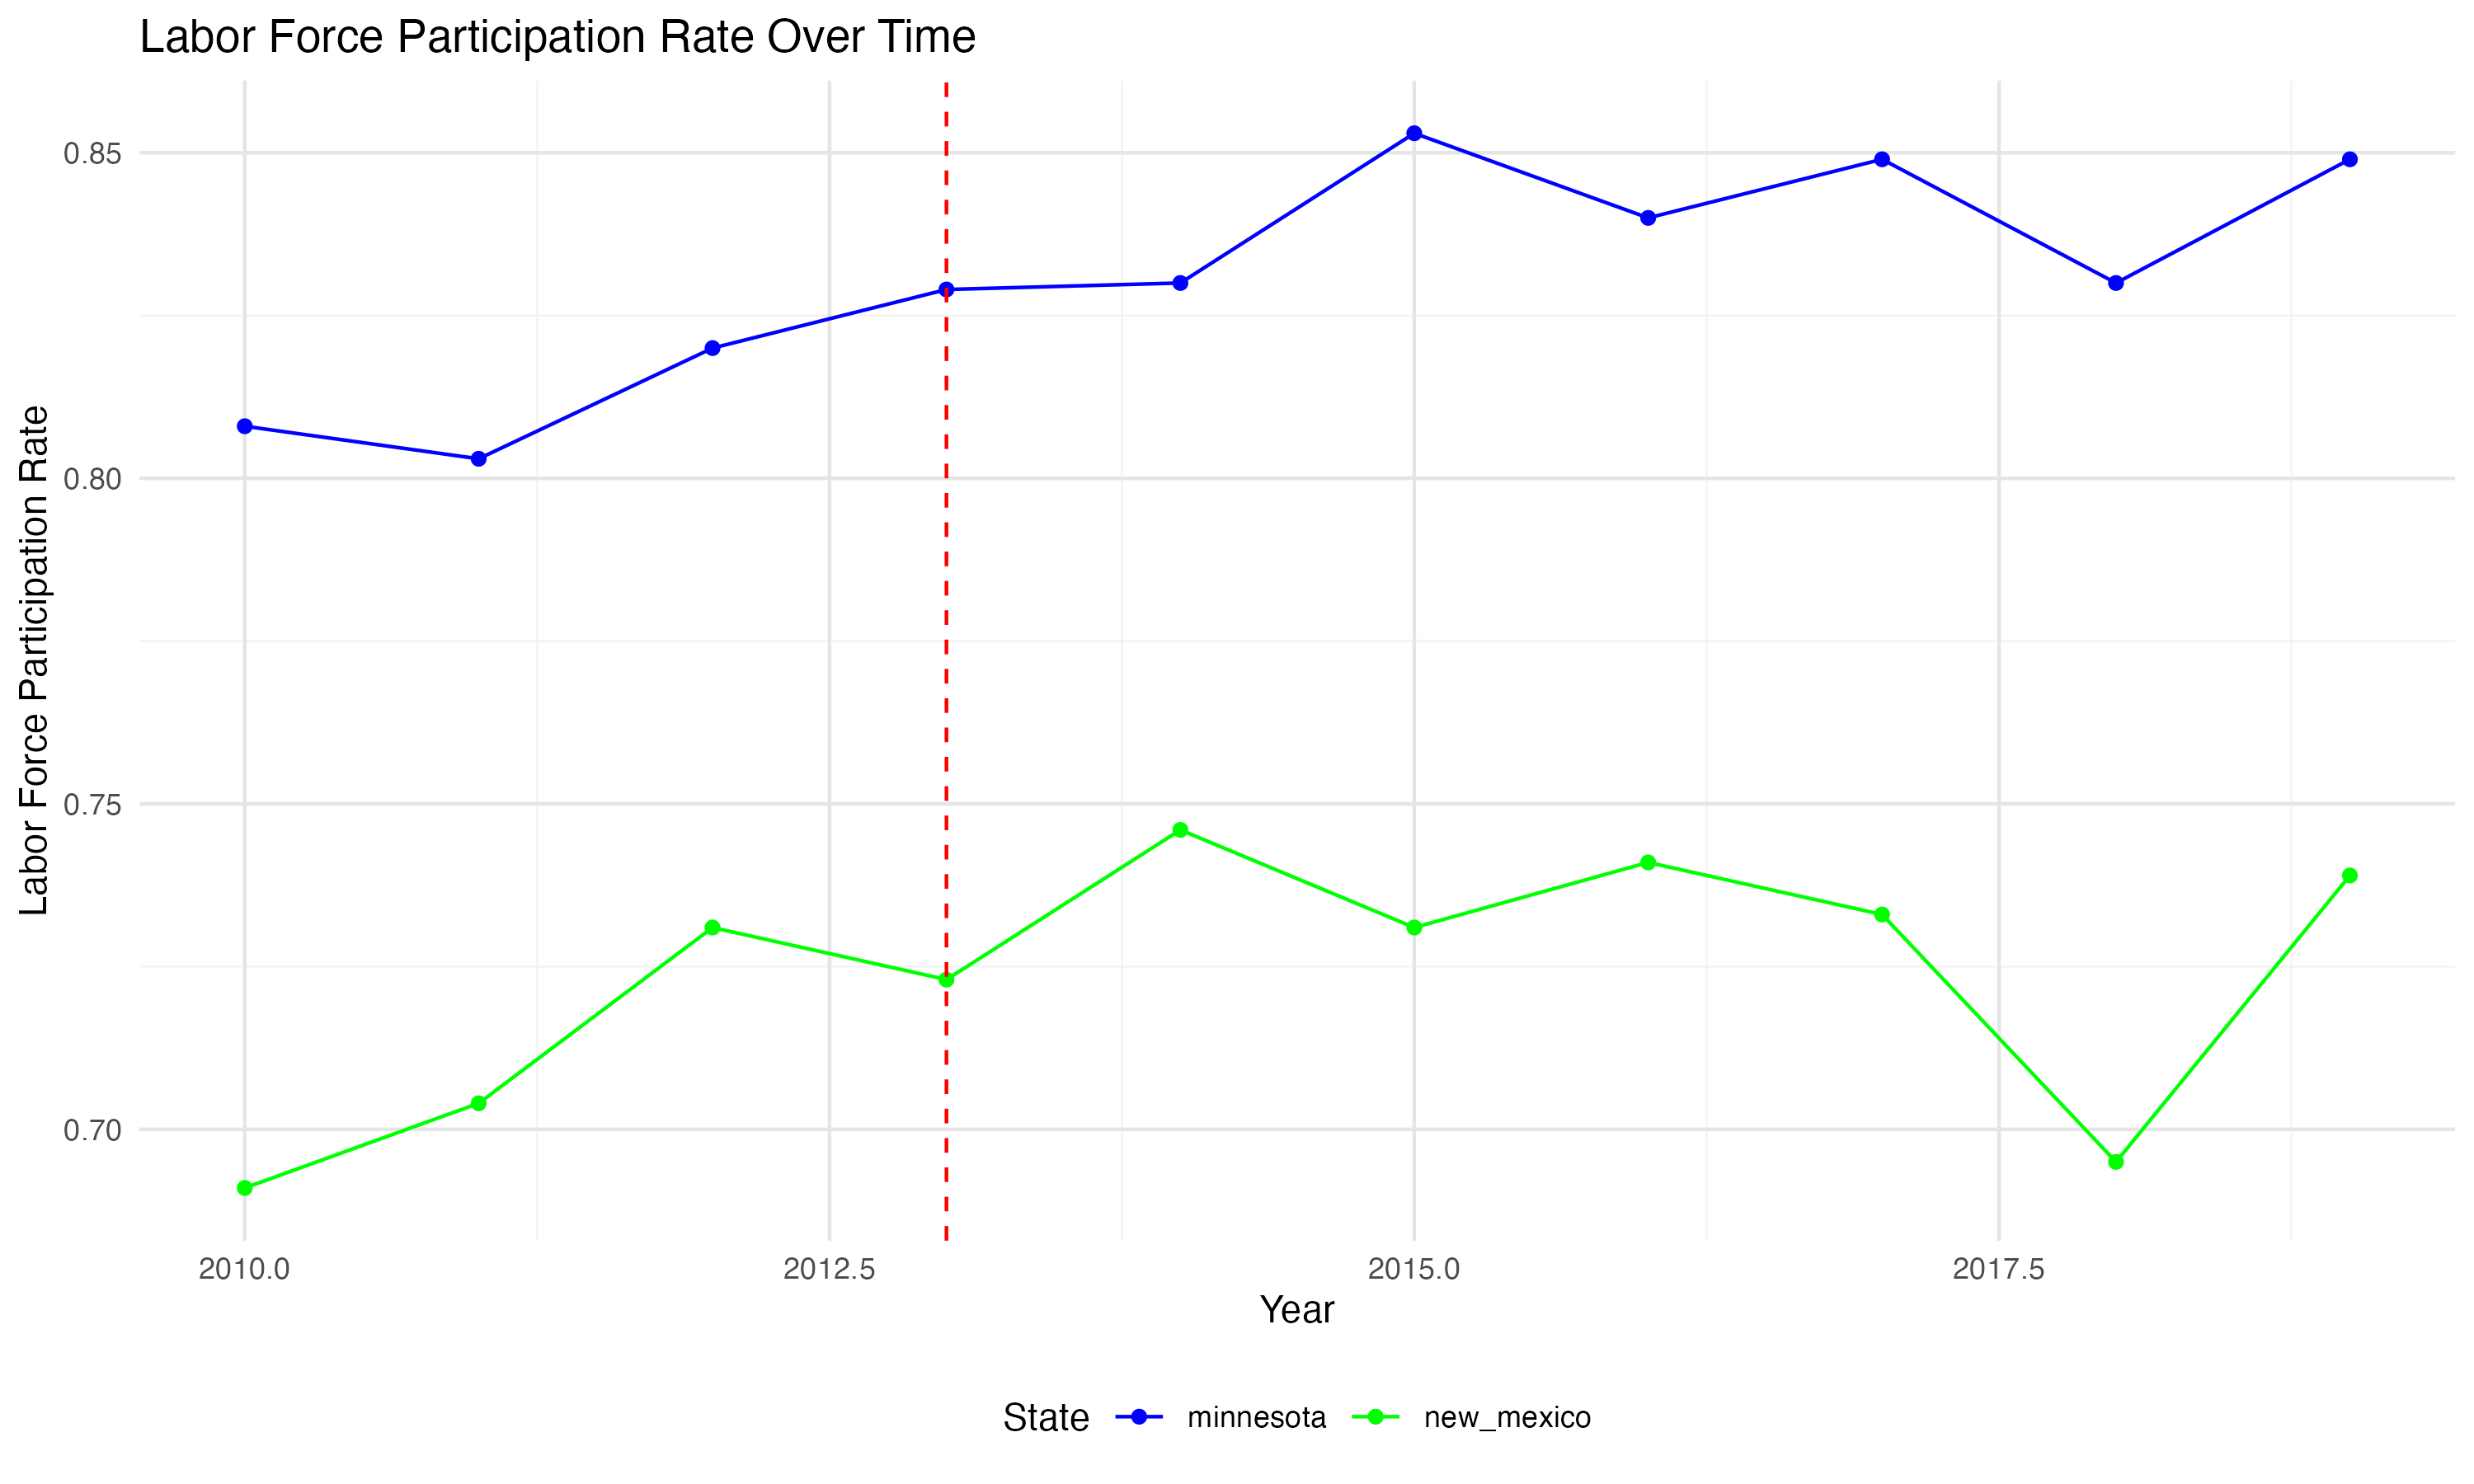 Labor Force Participation Rate Over Time
Labor Force Participation Rate
0.85
0.80
0.75
0.70
2010.0 2012.5 2015.0 2017.5
Year
State minnesota new_mexico